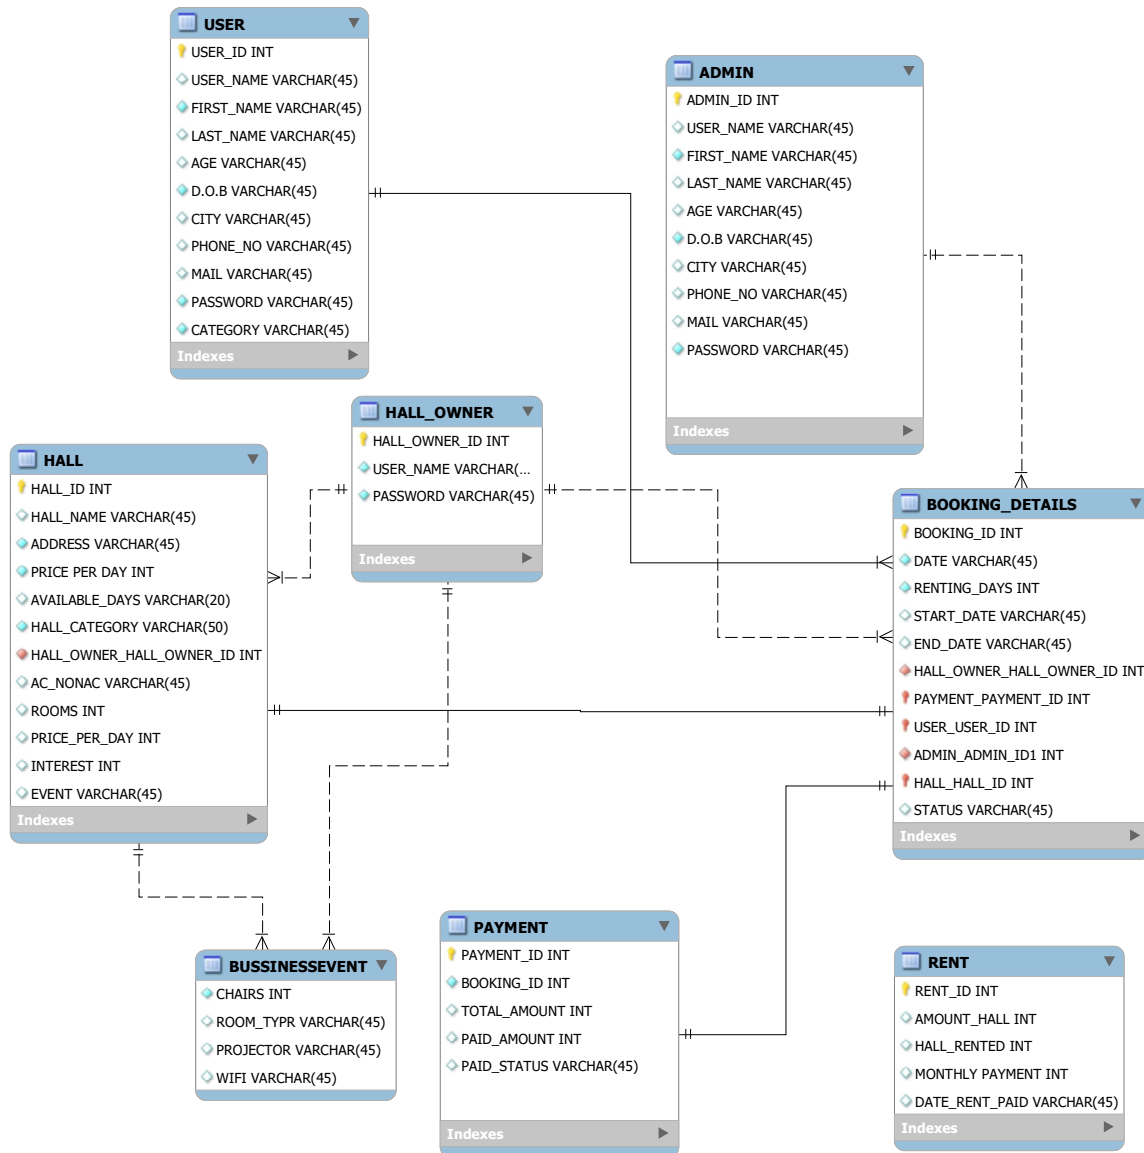 USER
USER_ID INT
USER_NAME VARCHAR(45)
FIRST_NAME VARCHAR(45)
LAST_NAME VARCHAR(45)
AGE VARCHAR(45)
D.O.B VARCHAR(45)
CITY VARCHAR(45)
PHONE_NO VARCHAR(45)
MAIL VARCHAR(45)
PASSWORD VARCHAR(45)
CATEGORY VARCHAR(45)
Indexes
ADMIN
ADMIN_ID INT
USER_NAME VARCHAR(45)
FIRST_NAME VARCHAR(45)
LAST_NAME VARCHAR(45)
AGE VARCHAR(45)
D.O.B VARCHAR(45)
CITY VARCHAR(45)
PHONE_NO VARCHAR(45)
MAIL VARCHAR(45)
PASSWORD VARCHAR(45)
Indexes
HALL_OWNER
HALL_OWNER_ID INT
USER_NAME VARCHAR(...
PASSWORD VARCHAR(45)
Indexes
HALL
HALL_ID INT
HALL_NAME VARCHAR(45)
ADDRESS VARCHAR(45)
PRICE PER DAY INT
AVAILABLE_DAYS VARCHAR(20)
HALL_CATEGORY VARCHAR(50)
HALL_OWNER_HALL_OWNER_ID INT
AC_NONAC VARCHAR(45)
ROOMS INT
PRICE_PER_DAY INT
INTEREST INT
EVENT VARCHAR(45)
Indexes
BOOKING_DETAILS
BOOKING_ID INT
DATE VARCHAR(45)
RENTING_DAYS INT
START_DATE VARCHAR(45)
END_DATE VARCHAR(45)
HALL_OWNER_HALL_OWNER_ID INT
PAYMENT_PAYMENT_ID INT
USER_USER_ID INT
ADMIN_ADMIN_ID1 INT
HALL_HALL_ID INT
STATUS VARCHAR(45)
Indexes
BUSSINESSEVENT
CHAIRS INT
ROOM_TYPR VARCHAR(45)
PROJECTOR VARCHAR(45)
WIFI VARCHAR(45)
PAYMENT
PAYMENT_ID INT
BOOKING_ID INT
TOTAL_AMOUNT INT
PAID_AMOUNT INT
PAID_STATUS VARCHAR(45)
Indexes
RENT
RENT_ID INT
AMOUNT_HALL INT
HALL_RENTED INT
MONTHLY PAYMENT INT
DATE_RENT_PAID VARCHAR(45)
Indexes